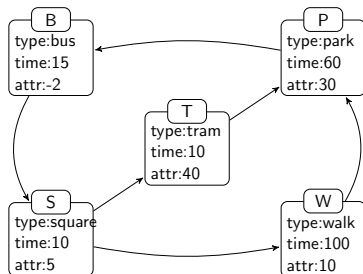 B
type:bus
time:15
attr:-2
P
type:park
time:60
attr:30
T
type:tram
time:10
attr:40
S
type:square
time:10
attr:5
W
type:walk
time:100
attr:10